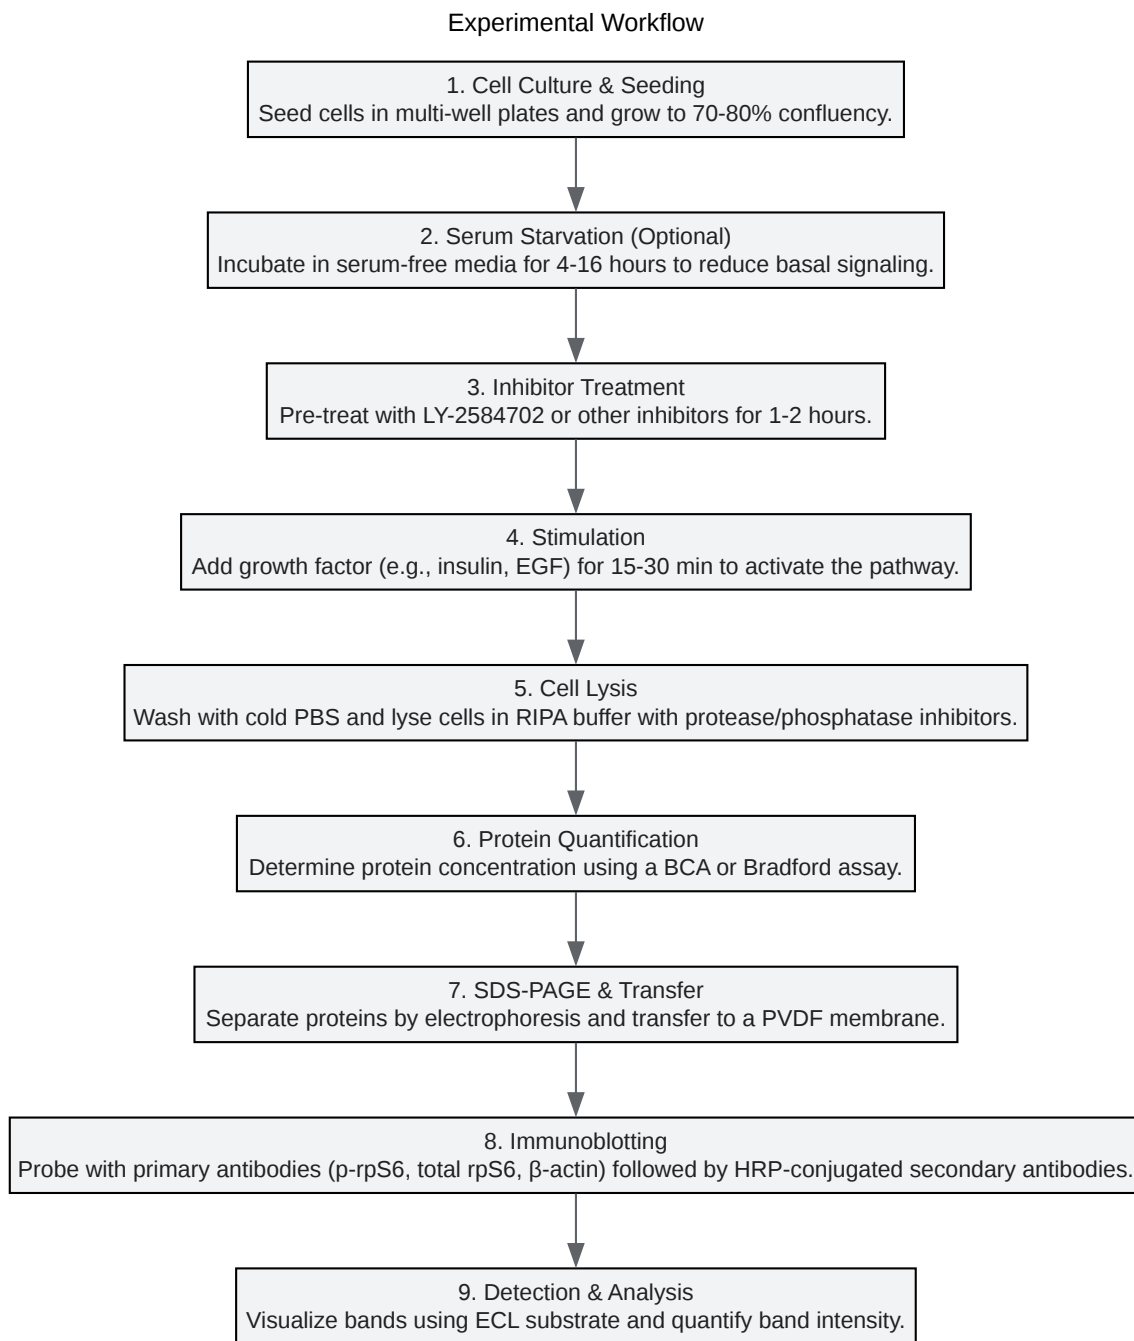 Experimental Workflow
1. Cell Culture & Seeding
Seed cells in multi-well plates and grow to 70-80% confluency.
2. Serum Starvation (Optional)
Incubate in serum-free media for 4-16 hours to reduce basal signaling.
3. Inhibitor Treatment
Pre-treat with LY-2584702 or other inhibitors for 1-2 hours.
4. Stimulation
Add growth factor (e.g., insulin, EGF) for 15-30 min to activate the pathway.
5. Cell Lysis
Wash with cold PBS and lyse cells in RIPA buffer with protease/phosphatase inhibitors.
6. Protein Quantification
Determine protein concentration using a BCA or Bradford assay.
7. SDS-PAGE & Transfer
Separate proteins by electrophoresis and transfer to a PVDF membrane.
8. Immunoblotting
Probe with primary antibodies (p-rpS6, total rpS6, β-actin) followed by HRP-conjugated secondary antibodies.
9. Detection & Analysis
Visualize bands using ECL substrate and quantify band intensity.